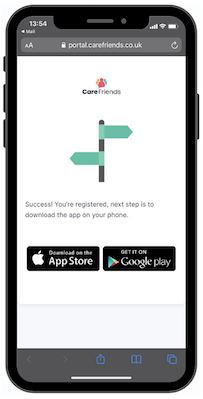 13:54
Mail
AA portal.carefriends.co.uk
CareFriends
Success! You're registered, next step is to
download the app on your phone.
Download on the
App Store
GET IT ON
Google play